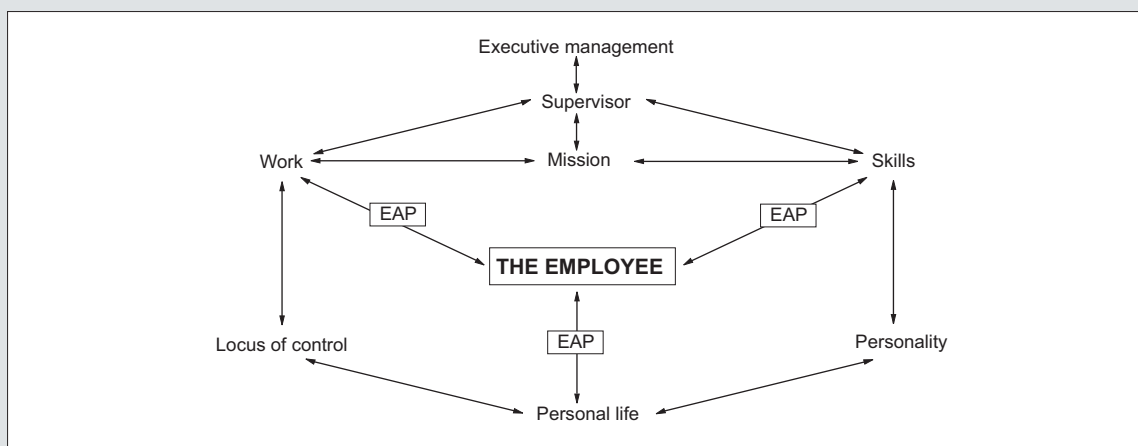 Executive management
Supervisor
Work
Mission
Skills
EAP
EAP
THE EMPLOYEE
EAP
Locus of control
Personality
Personal life